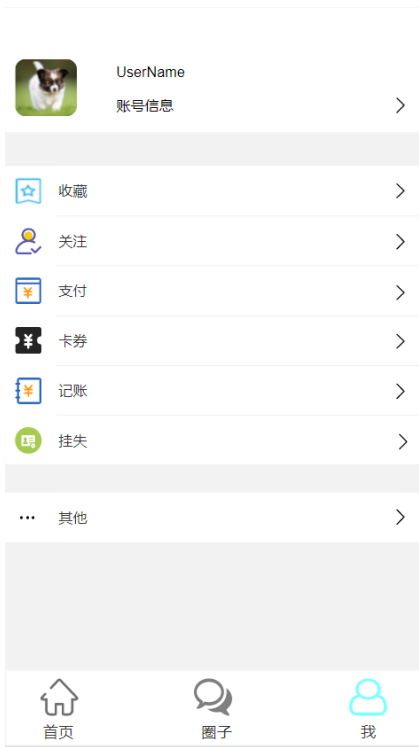 UserName
账号信息
收藏
关注
支付
卡券
记账
挂失
其他
首页
圈子
我